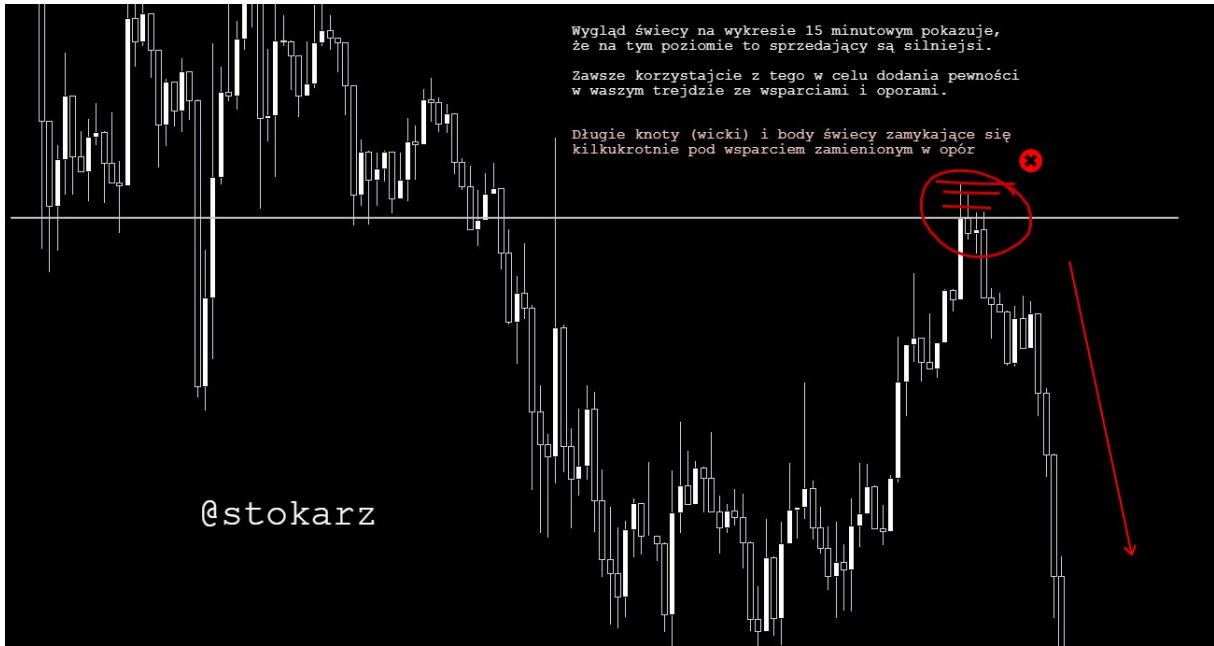 Wygląd świecy na wykresie 15 minutowym pokazuje,
że na tym poziomie to sprzedający są silniejsi.
Zawsze korzystajcie z tego w celu dodania pewności
w waszym trejdzie ze wsparciami i oporami.
Długie knoty (wicki) i body świecy zamykające się
kilkukrotnie pod wsparciem zamienionym w opór
@stokarz